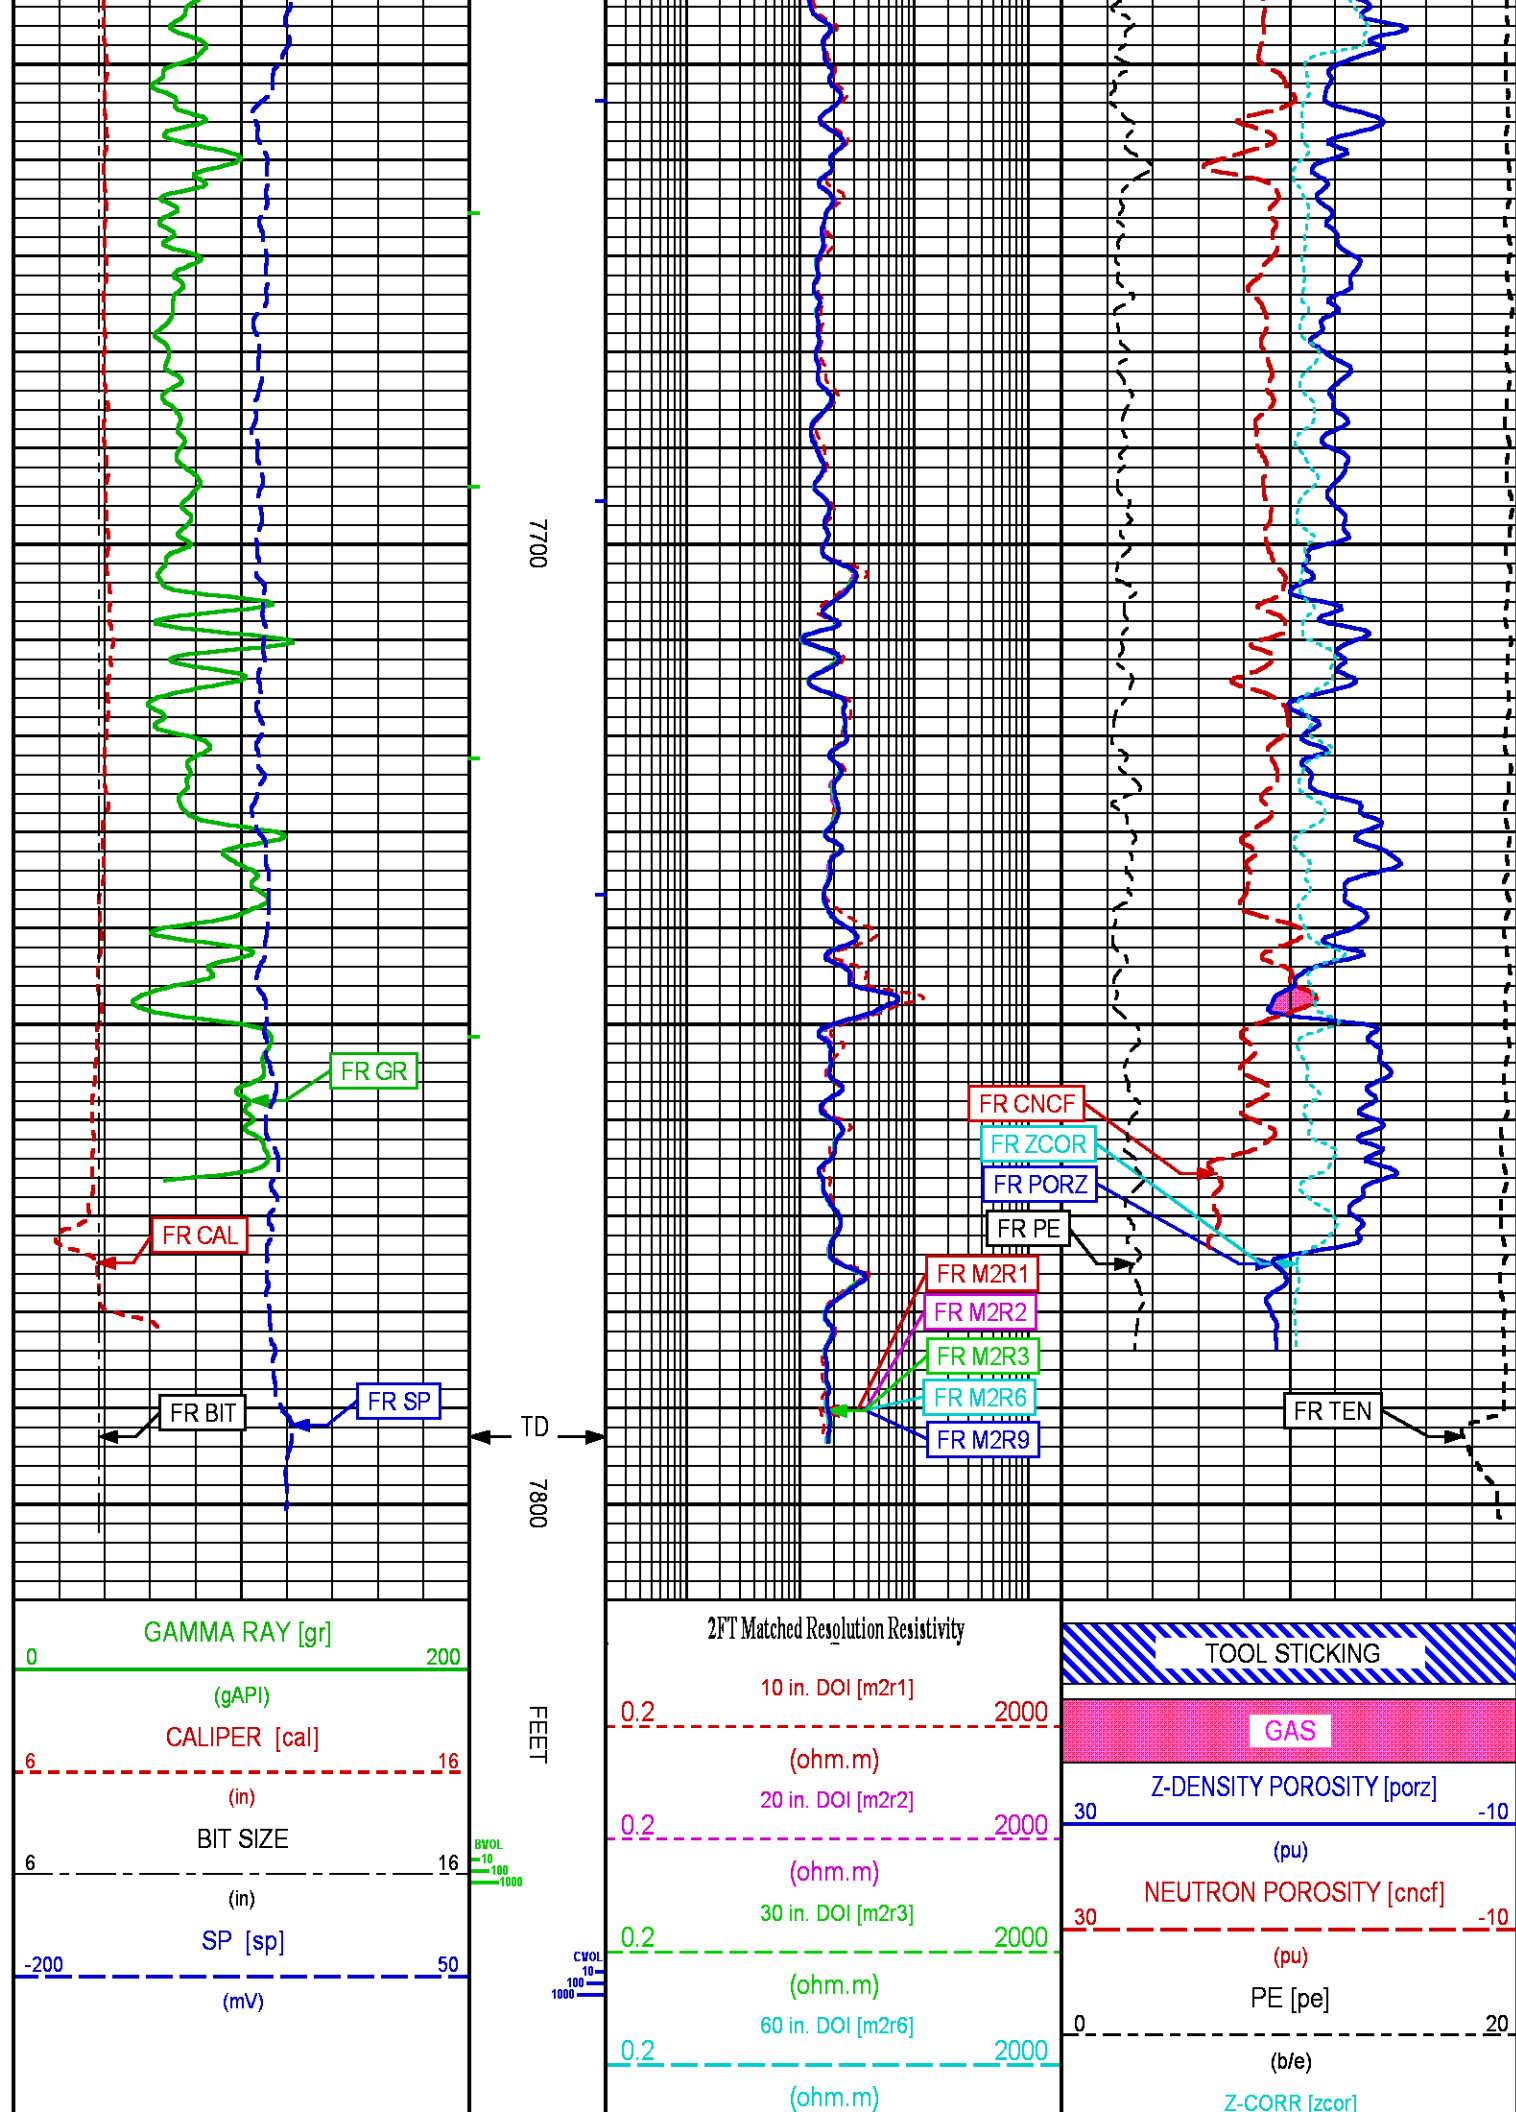 7700
FR GR
FR CNCF
FR ZCOR
FR PORZ
FR PE
FR CAL
FR M2R1
FR M2R2
FR M2R3
FR M2R6
FR M2R9
FR BIT
FR SP
TD
FR TEN
7800
GAMMA RAY [gr]
0 200
(gAPI)
CALIPER [cal]
6 16
(in)
BIT SIZE
6 16
(in)
SP [sp]
-200 50
(mV)
FEET
BVOL
10
100
1000
CVOL
10
100
1000
2FT Matched Resolution Resistivity
10 in. DOI [m2r1]
0.2 2000
(ohm.m)
20 in. DOI [m2r2]
0.2 2000
(ohm.m)
30 in. DOI [m2r3]
0.2 2000
(ohm.m)
60 in. DOI [m2r6]
0.2 2000
(ohm.m)
TOOL STICKING
GAS
Z-DENSITY POROSITY [porz]
30 -10
(pu)
NEUTRON POROSITY [cncf]
30 -10
(pu)
PE [pe]
0 20
(b/e)
Z-CORR [zcor]